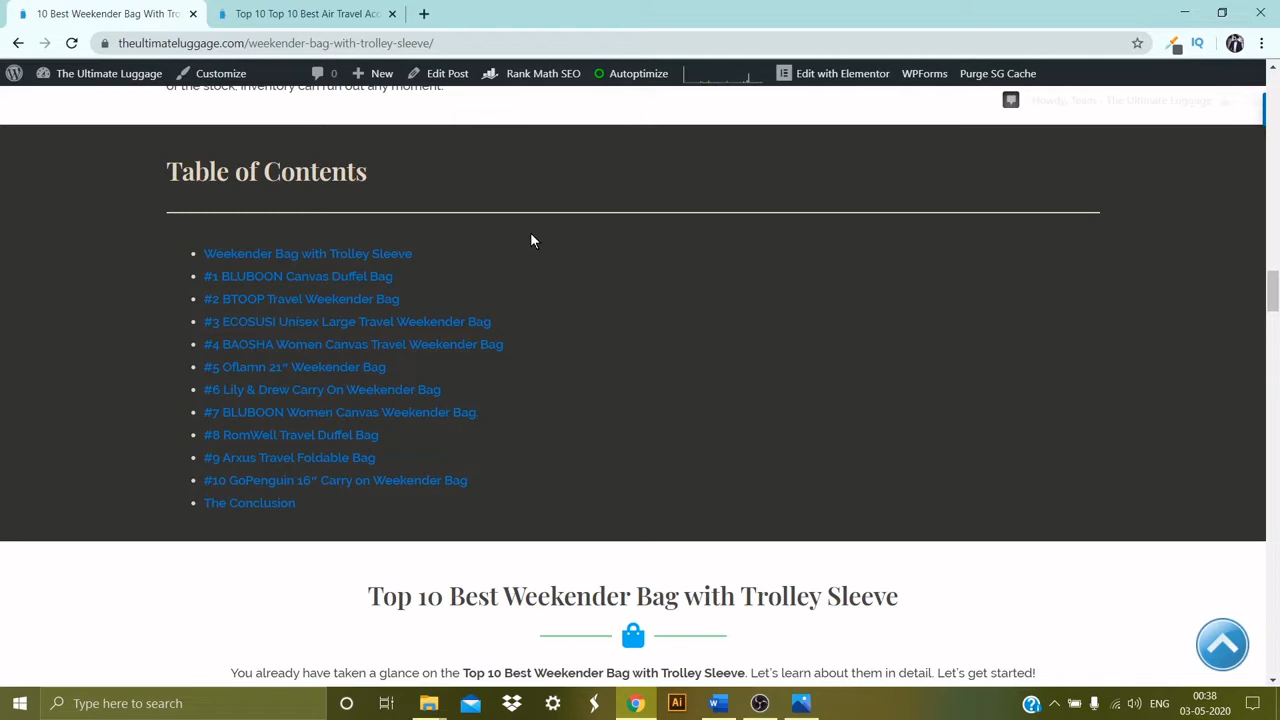 10 Best Weekender Bag With Tro
Top 10 Top 10 Best Air Travel Acc
theultimateluggage.com/weekender-bag-with-trolley-sleeve/
The Ultimate Luggage Customize 0 New Edit Post Rank Math SEO Autoptimize Edit with Elementor WPForms Purge SG Cache
of the stock, inventory can run out any moment.
Howdy, Team - The Ultimate Luggage
Table of Contents
Weekender Bag with Trolley Sleeve
#1 BLUBOON Canvas Duffel Bag
#2 BTOOP Travel Weekender Bag
#3 ECOSUSI Unisex Large Travel Weekender Bag
#4 BAOSHA Women Canvas Travel Weekender Bag
#5 Oflamn 21″ Weekender Bag
#6 Lily & Drew Carry On Weekender Bag
#7 BLUBOON Women Canvas Weekender Bag.
#8 RomWell Travel Duffel Bag
#9 Arxus Travel Foldable Bag
#10 GoPenguin 16″ Carry on Weekender Bag
The Conclusion
Top 10 Best Weekender Bag with Trolley Sleeve
You already have taken a glance on the Top 10 Best Weekender Bag with Trolley Sleeve. Let's learn about them in detail. Let's get started!
Type here to search
Ai
ENG
00:38
03-05-2020